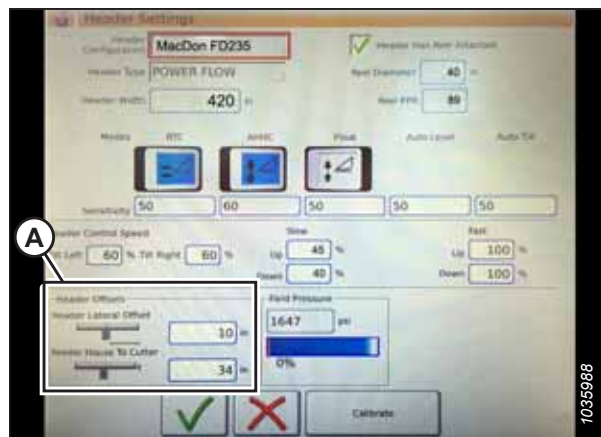 Header Settings
Header Configuration MacDon FD235 Header Has Reel Attached
Header Type POWER FLOW Reel Diameter 40 in
Header Width 420 in Reel PPR 89
Modes RTC AHHC Float Auto Level Auto Tilt
Sensitivity 50 60 50 50 50
Header Control Speed Slow Fast
Tilt Left 60 % Tilt Right 60 % Up 45 % Up 100 %
Down 40 % Down 100 %
A
Header Offsets Field Pressure
Header Lateral Offset 10 in 1647 psi
Feeder House To Cutter 34 in 0%
Calibrate
1035988